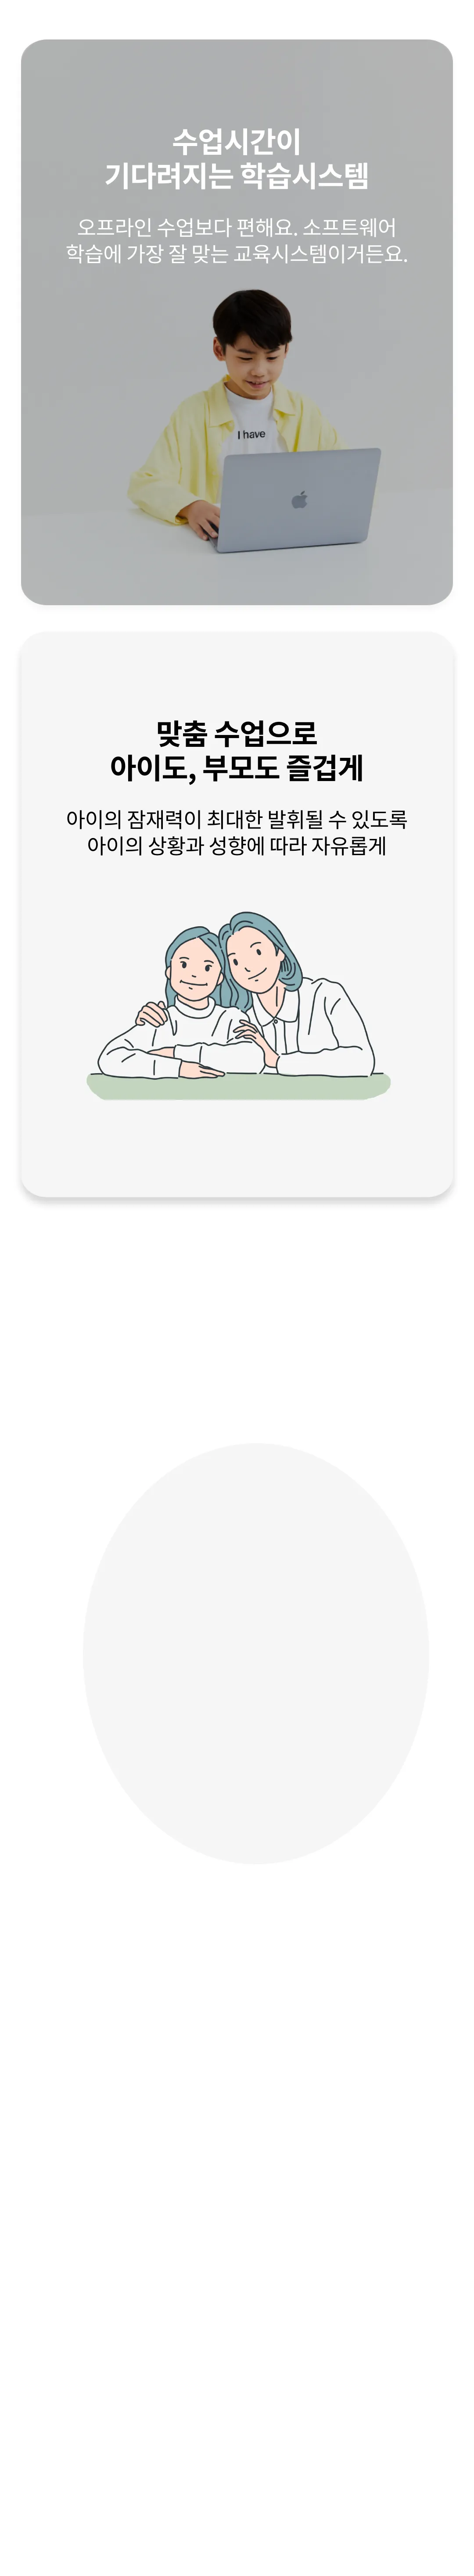 수업시간이
기다려지는 학습시스템
오프라인 수업보다 편해요. 소프트웨어
학습에 가장 잘 맞는 교육시스템이거든요.
I have
맞춤 수업으로
아이도, 부모도 즐겁게
아이의 잠재력이 최대한 발휘될 수 있도록
아이의 상황과 성향에 따라 자유롭게